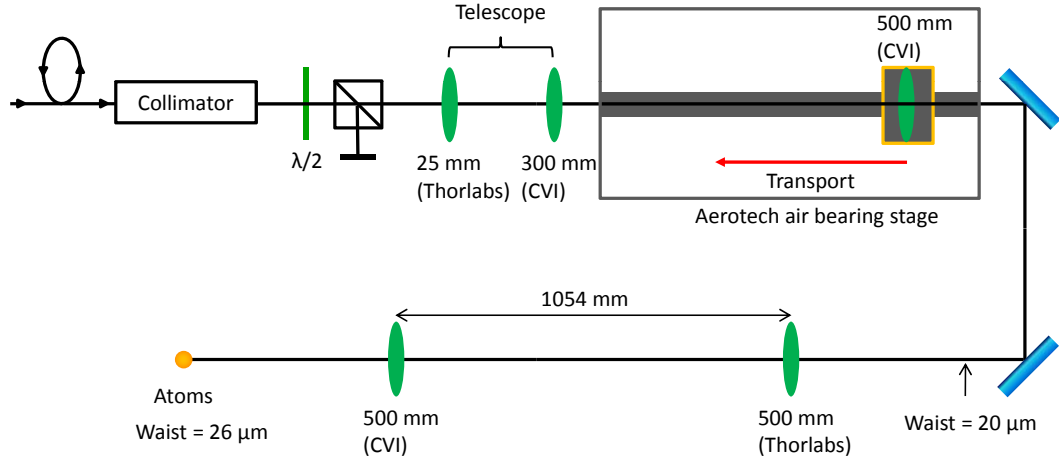 Telescope
500 mm
(CVI)
Collimator
λ/2
25 mm
(Thorlabs)
300 mm
(CVI)
Transport
Aerotech air bearing stage
1054 mm
Atoms
Waist = 26 µm
500 mm
(CVI)
500 mm
(Thorlabs)
Waist = 20 µm